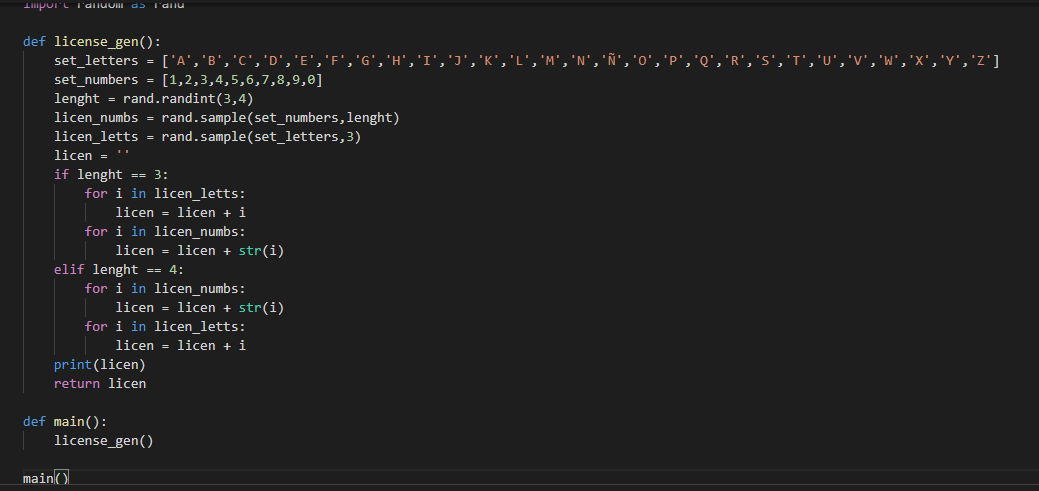 import random as rand
def license_gen():
    set_letters = ['A','B','C','D','E','F','G','H','I','J','K','L','M','N','Ñ','O','P','Q','R','S','T','U','V','W','X','Y','Z']
    set_numbers = [1,2,3,4,5,6,7,8,9,0]
    lenght = rand.randint(3,4)
    licen_numbs = rand.sample(set_numbers,lenght)
    licen_letts = rand.sample(set_letters,3)
    licen = ''
    if lenght == 3:
        for i in licen_letts:
            licen = licen + i
        for i in licen_numbs:
            licen = licen + str(i)
    elif lenght == 4:
        for i in licen_numbs:
            licen = licen + str(i)
        for i in licen_letts:
            licen = licen + i
    print(licen)
    return licen
def main():
    license_gen()
main()